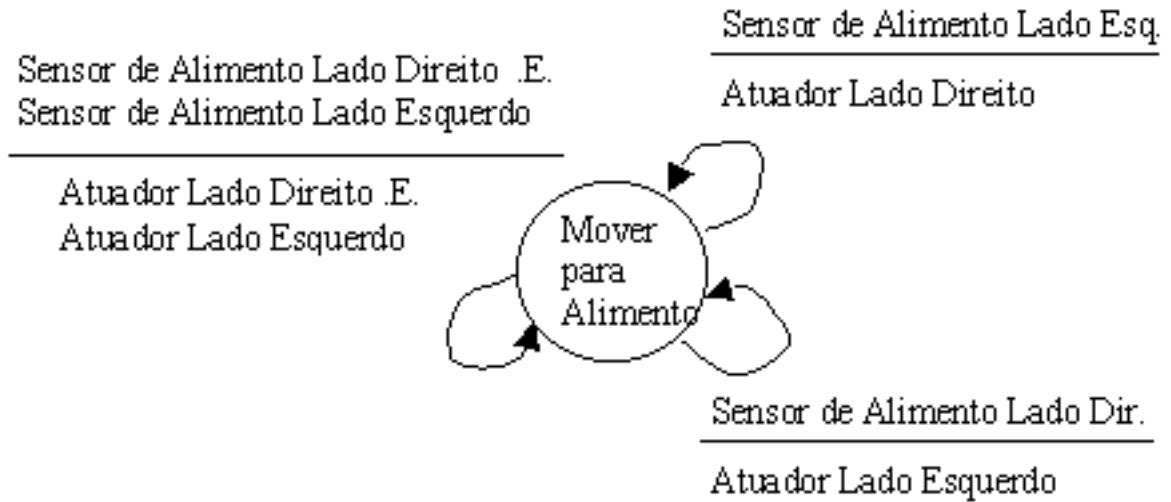 Sensor de Alimento Lado Direito .E.
Sensor de Alimento Lado Esquerdo
Atuador Lado Direito .E.
Atuador Lado Esquerdo
Sensor de Alimento Lado Esq.
Atuador Lado Direito
Mover
para
Alimento
Sensor de Alimento Lado Dir.
Atuador Lado Esquerdo